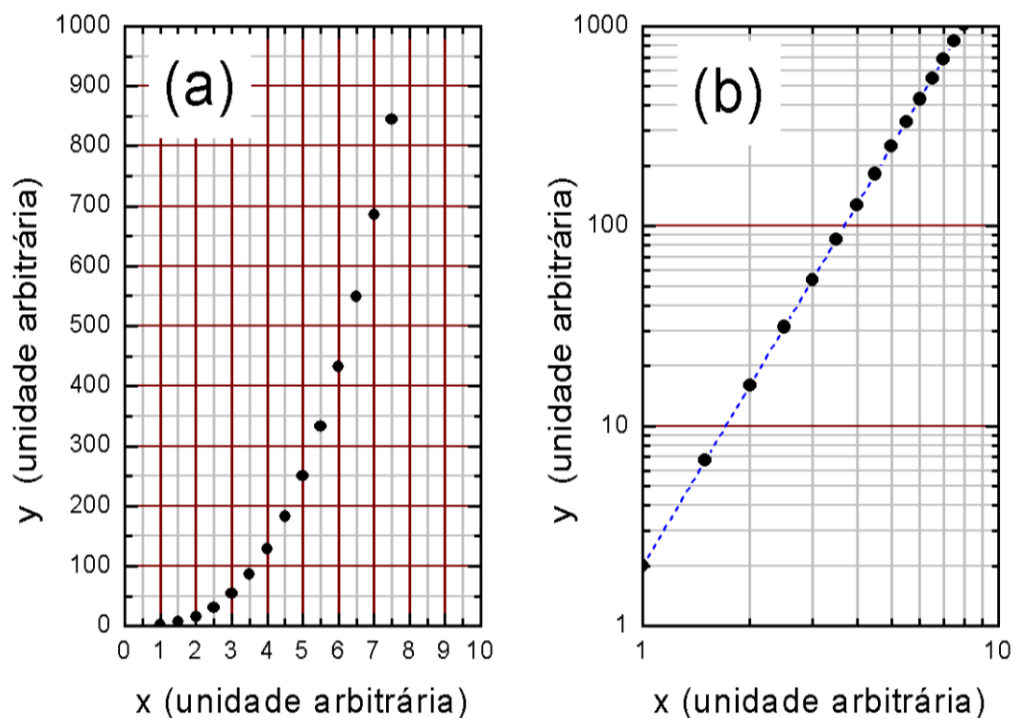 (a)
y (unidade arbitrária)
1000
900
800
700
600
500
400
300
200
100
0
0 1 2 3 4 5 6 7 8 9 10
x (unidade arbitrária)
(b)
y (unidade arbitrária)
1000
100
10
1
1 10
x (unidade arbitrária)